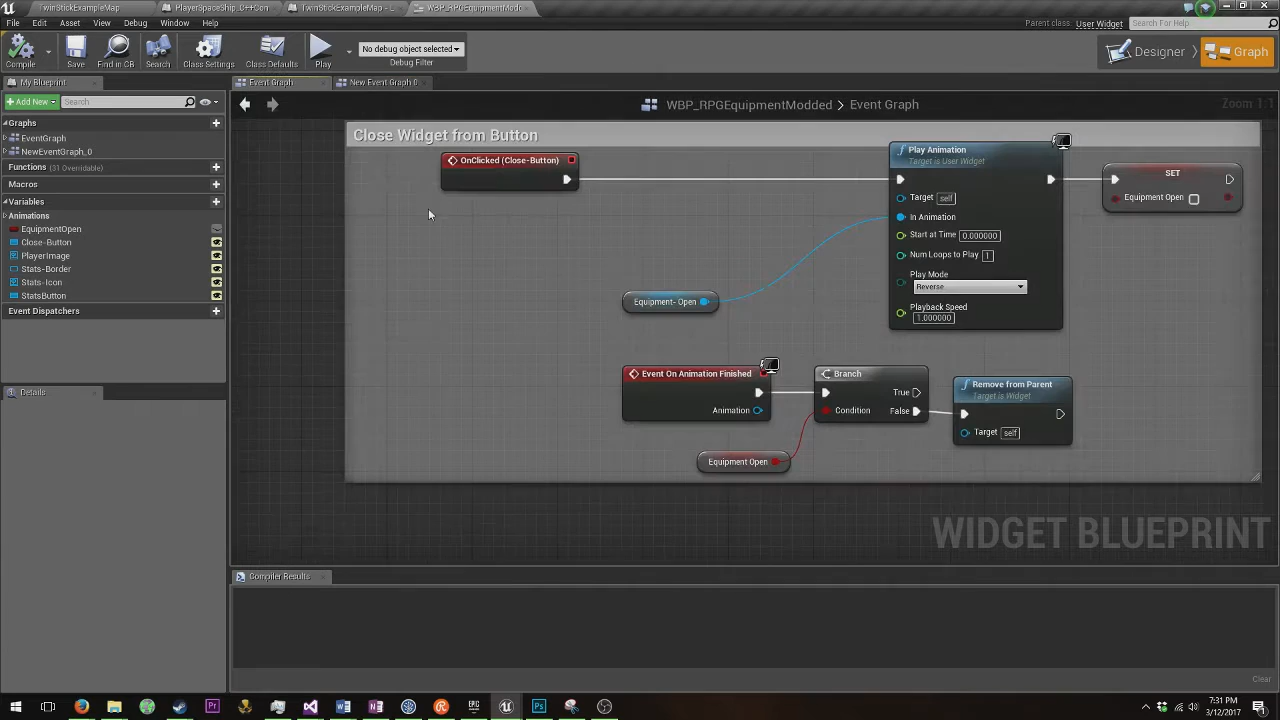 TwinStickExampleMap
PlayerSpaceShip, C++Con
TwinStickExampleMap - L
WBP_RPGEquipmentModd
File
Edit
Asset
View
Debug
Window
Help
Parent class: User Widget
Search For Help
Compile
Save
Find in CB
Search
Class Settings
Class Defaults
Play
No debug object selected
Debug Filter
Designer
Graph
My Blueprint
Add New
Search
Graphs
EventGraph
NewEventGraph_0
Functions (31 Overridable)
Macros
Variables
Animations
EquipmentOpen
Close-Button
PlayerImage
Stats-Border
Stats-Icon
StatsButton
Event Dispatchers
Details
Event Graph
New Event Graph 0
WBP_RPGEquipmentModded > Event Graph
Zoom 1:1
Close Widget from Button
OnClicked (Close-Button)
Play Animation
Target is User Widget
Target self
In Animation
Start at Time 0.000000
Num Loops to Play 1
Play Mode
Reverse
Playback Speed
1.000000
SET
Equipment Open
Equipment- Open
Event On Animation Finished
Animation
Branch
True
Condition
False
Remove from Parent
Target is Widget
Target self
Equipment Open
WIDGET BLUEPRINT
Compiler Results
Clear
7:31 PM
3/12/2017